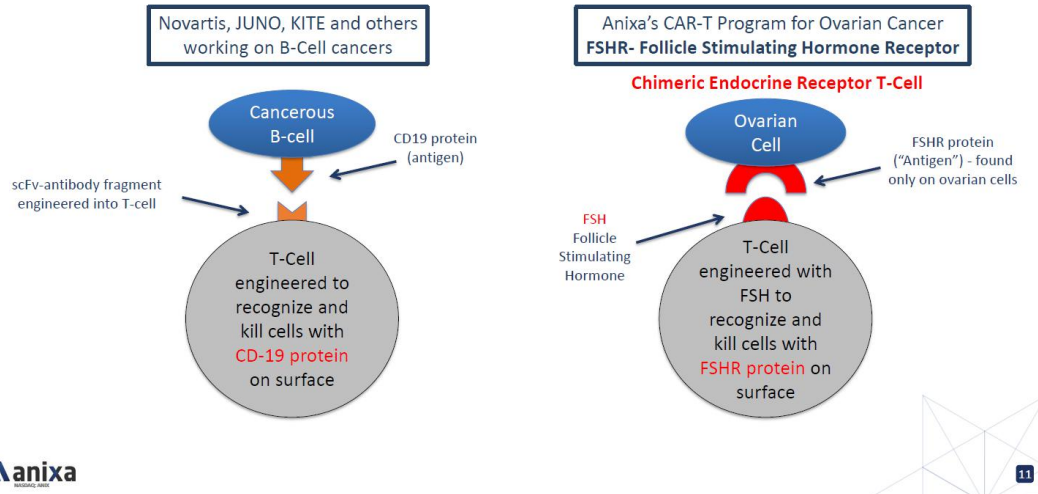 Novartis, JUNO, KITE and others
working on B-Cell cancers
Cancerous
B-cell
CD19 protein
(antigen)
scFv-antibody fragment
engineered into T-cell
T-Cell
engineered to
recognize and
kill cells with
CD-19 protein
on surface
Anixa's CAR-T Program for Ovarian Cancer
FSHR- Follicle Stimulating Hormone Receptor
Chimeric Endocrine Receptor T-Cell
Ovarian
Cell
FSHR protein
("Antigen") - found
only on ovarian cells
FSH
Follicle
Stimulating
Hormone
T-Cell
engineered with
FSH to
recognize and
kill cells with
FSHR protein on
surface
anixa
NASDAQ: ANIX
11